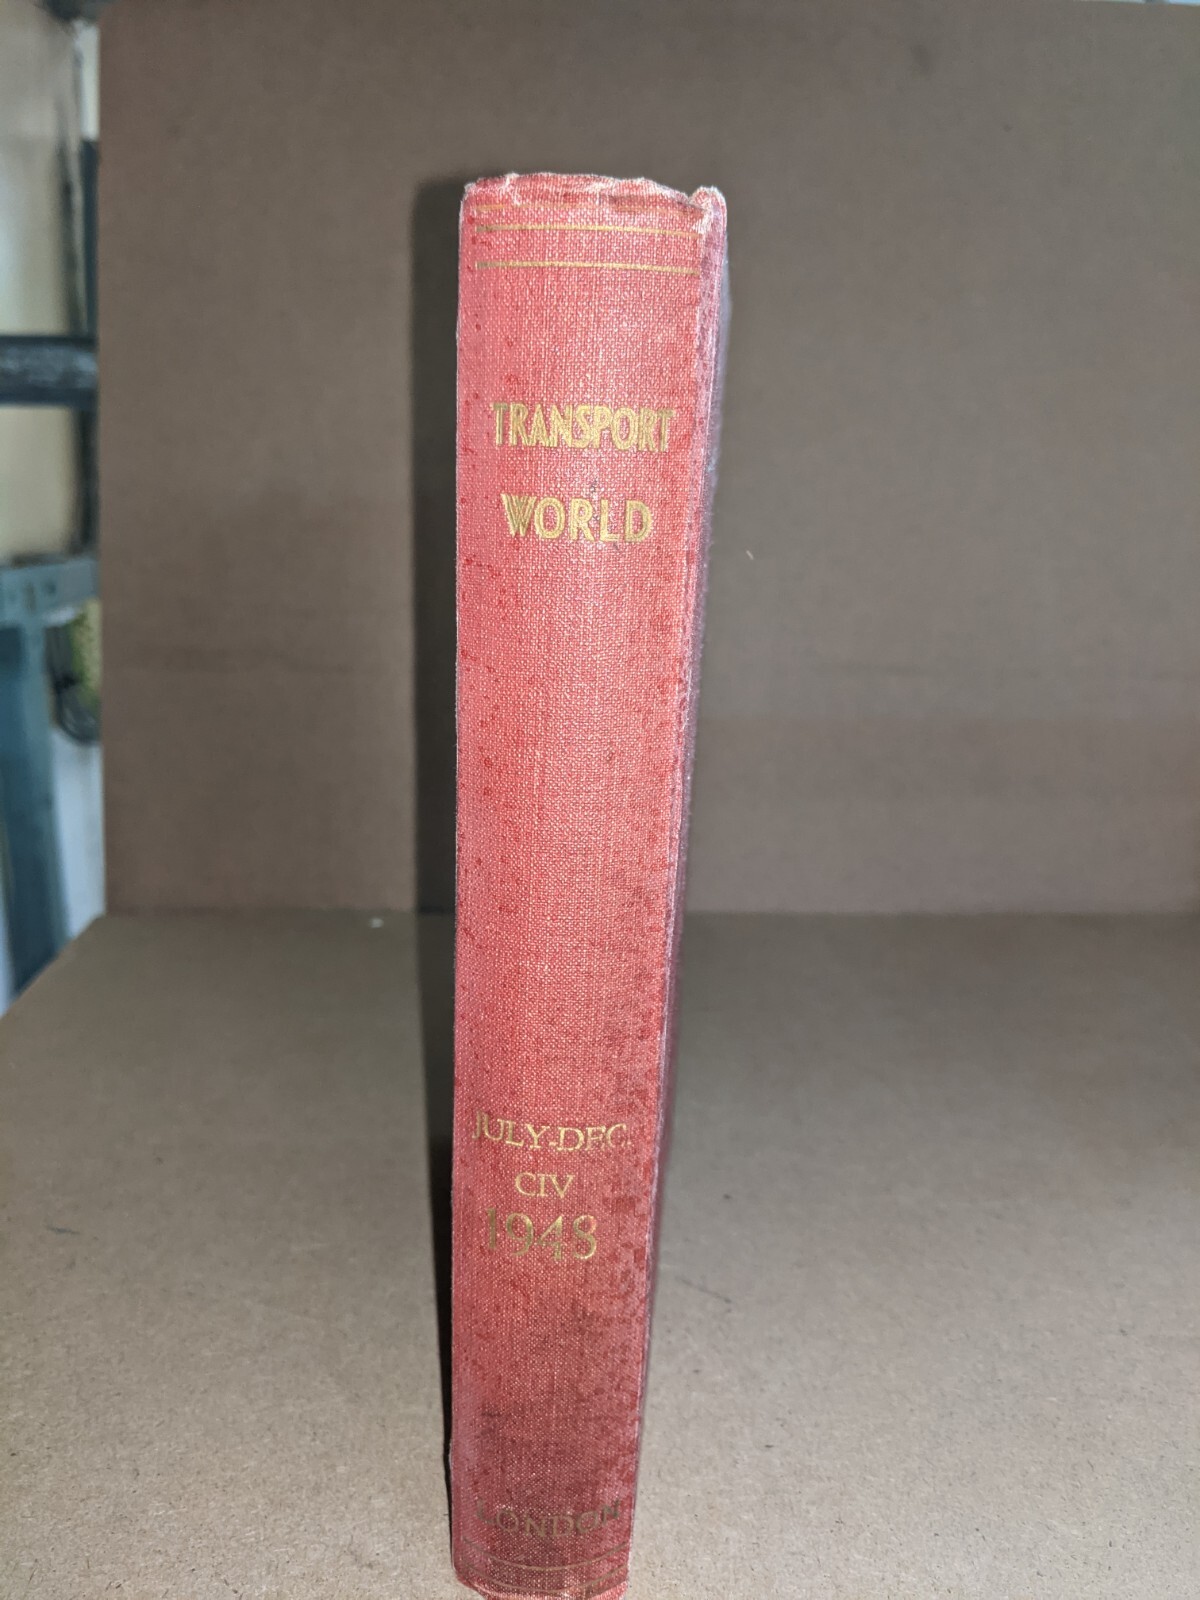 TRANSPORT
WORLD
JULY-DEC.
CIV
1948
LONDON